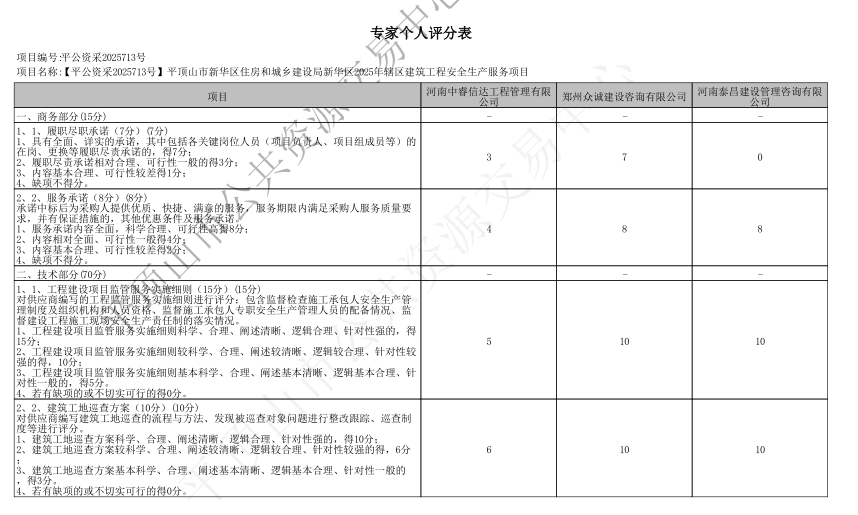 专家个人评分表
项目编号:平公资采2025713号
项目名称:【平公资采2025713号】平顶山市新华区住房和城乡建设局新华区2025年辖区建筑工程安全生产服务项目
项目
河南中睿信达工程管理有限
公司
郑州众诚建设咨询有限公司
河南泰昌建设管理咨询有限
公司
一、商务部分(15分)
-
-
-
1、1、履职尽职承诺（7分）(7分)
1、具有全面、详实的承诺，其中包括各关键岗位人员（项目负责人、项目组成员等）的
在岗、更换等履职尽责承诺的，得7分；
2、履职尽责承诺相对合理、可行性一般的得3分；
3、内容基本合理、可行性较差得1分；
4、缺项不得分。
3
7
0
2、2、服务承诺（8分）(8分)
承诺中标后为采购人提供优质、快捷、满意的服务，服务期限内满足采购人服务质量要
求，并有保证措施的，其他优惠条件及服务承诺。
1、服务承诺内容全面，科学合理、可行性高得8分；
2、内容相对全面、可行性一般得4分；
3、内容基本合理、可行性较差得2分；
4、缺项不得分。
4
8
8
二、技术部分(70分)
-
-
-
1、1、工程建设项目监管服务实施细则（15分）(15分)
对供应商编写的工程监管服务实施细则进行评分：包含监督检查施工承包人安全生产管
理制度及组织机构和人员资格、监督施工承包人专职安全生产管理人员的配备情况、监
督建设工程施工现场安全生产责任制的落实情况。
1、工程建设项目监管服务实施细则科学、合理、阐述清晰、逻辑合理、针对性强的，得
15分；
2、工程建设项目监管服务实施细则较科学、合理、阐述较清晰、逻辑较合理、针对性较
强的得，10分；
3、工程建设项目监管服务实施细则基本科学、合理、阐述基本清晰、逻辑基本合理、针
对性一般的，得5分。
4、若有缺项的或不切实可行的得0分。
5
10
10
2、2、建筑工地巡查方案（10分）(10分)
对供应商编写建筑工地巡查的流程与方法、发现被巡查对象问题进行整改跟踪、巡查制
度等进行评分。
1、建筑工地巡查方案科学、合理、阐述清晰、逻辑合理、针对性强的，得10分；
2、建筑工地巡查方案较科学、合理、阐述较清晰、逻辑较合理、针对性较强的得，6分
；
3、建筑工地巡查方案基本科学、合理、阐述基本清晰、逻辑基本合理、针对性一般的
，得3分。
4、若有缺项的或不切实可行的得0分。
6
10
10
平顶山市公共资源交易中心
平顶山市公共资源交易中心